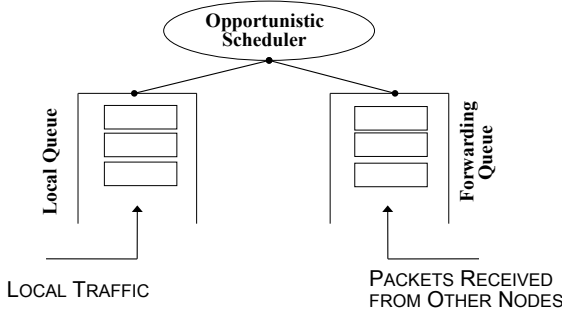 Opportunistic
Scheduler
Local Queue
Forwarding
Queue
LOCAL TRAFFIC
PACKETS RECEIVED
FROM OTHER NODES